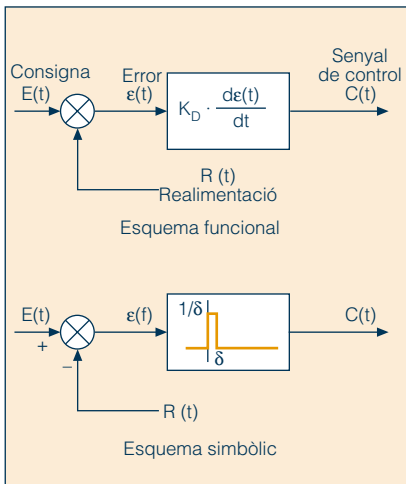 Consigna
E(t)
Error
ε(t)
K_D · dε(t)/dt
Senyal
de control
C(t)
R (t)
Realimentació
Esquema funcional
E(t)
+
−
ε(f)
1/δ
δ
C(t)
R (t)
Esquema simbòlic